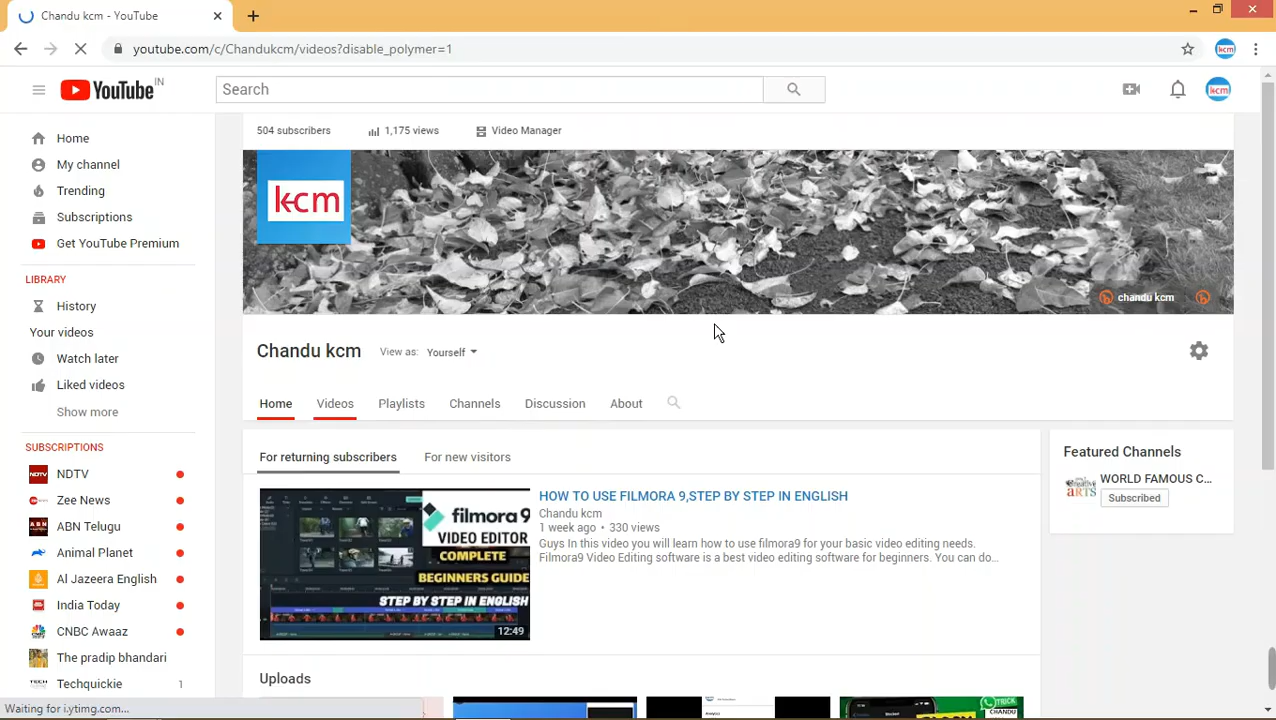 Chandu kcm - YouTube
youtube.com/c/Chandukcm/videos?disable_polymer=1
kcm
YouTube IN
Search
kcm
Home
My channel
Trending
Subscriptions
Get YouTube Premium
LIBRARY
History
Your videos
Watch later
Liked videos
Show more
SUBSCRIPTIONS
NDTV
Zee News
ABN Telugu
Animal Planet
Al Jazeera English
India Today
CNBC Awaaz
The pradip bhandari
Techquickie 1
504 subscribers 1,175 views Video Manager
kcm
chandu kcm
Chandu kcm View as: Yourself
Home Videos Playlists Channels Discussion About
For returning subscribers For new visitors
filmora9
VIDEO EDITOR
COMPLETE
BEGINNERS GUIDE
STEP BY STEP IN ENGLISH
12:49
HOW TO USE FILMORA 9,STEP BY STEP IN ENGLISH
Chandu kcm
1 week ago • 330 views
Guys In this video you will learn how to use filmora9 for your basic video editing needs.
Filmora9 Video Editing software is a best video editing software for beginners. You can do...
Uploads
TRICK
CHANDU
Featured Channels
WORLD FAMOUS C...
Subscribed
Waiting for i.ytimg.com...